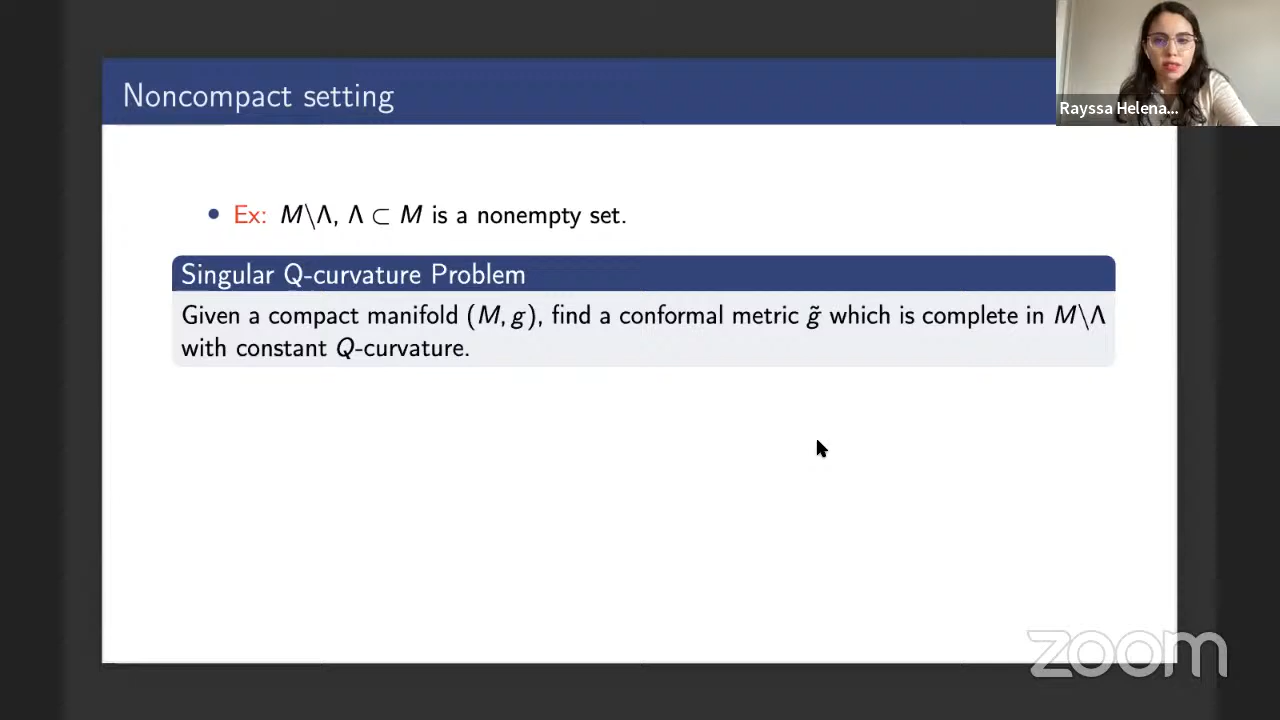 Noncompact setting
Rayssa Helena...
• Ex: M\Λ, Λ ⊂ M is a nonempty set.
Singular Q-curvature Problem
Given a compact manifold (M, g), find a conformal metric g̃ which is complete in M\Λ
with constant Q-curvature.
zoom